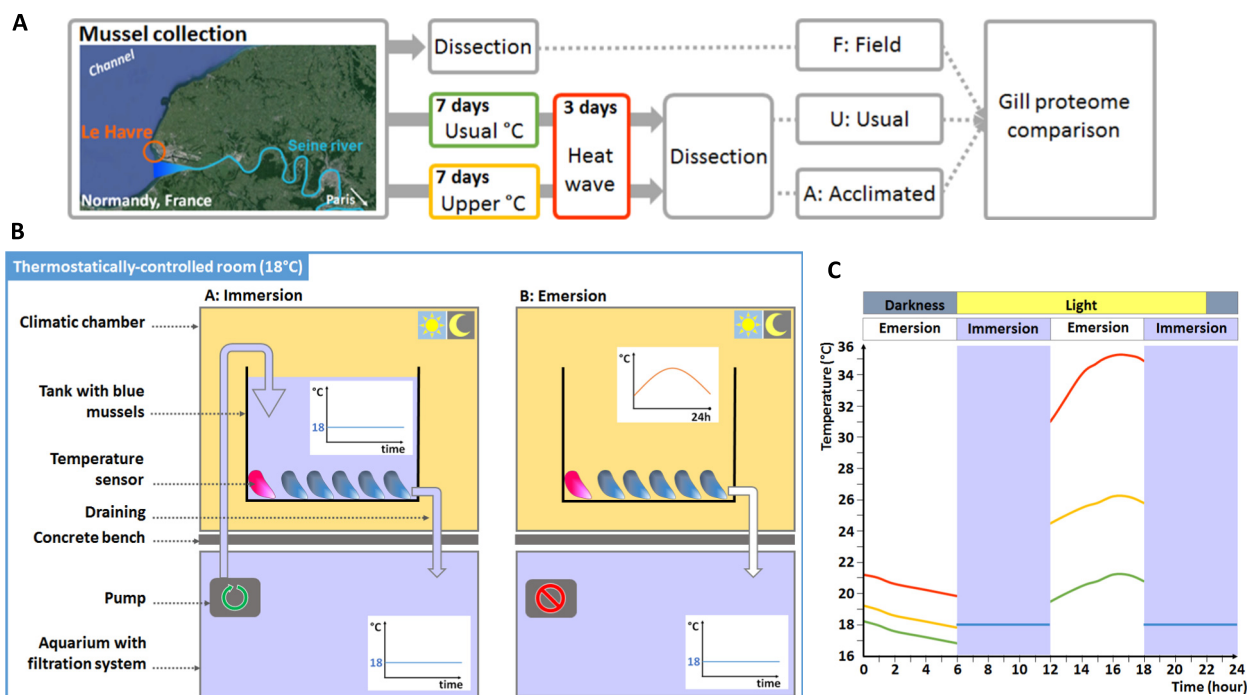 A
Mussel collection
Channel
Le Havre
Seine river
Normandy, France
Paris
Dissection
7 days
Usual °C
7 days
Upper °C
3 days
Heat
wave
Dissection
F: Field
U: Usual
A: Acclimated
Gill proteome
comparison
B
Thermostatically-controlled room (18°C)
A: Immersion
B: Emersion
Climatic chamber
Tank with blue
mussels
Temperature
sensor
Draining
Concrete bench
Pump
Aquarium with
filtration system
°C
18
time
°C
24h
°C
18
time
°C
18
time
C
Darkness
Light
Emersion
Immersion
Emersion
Immersion
Temperature (°C)
36
34
32
30
28
26
24
22
20
18
16
0 2 4 6 8 10 12 14 16 18 20 22 24
Time (hour)